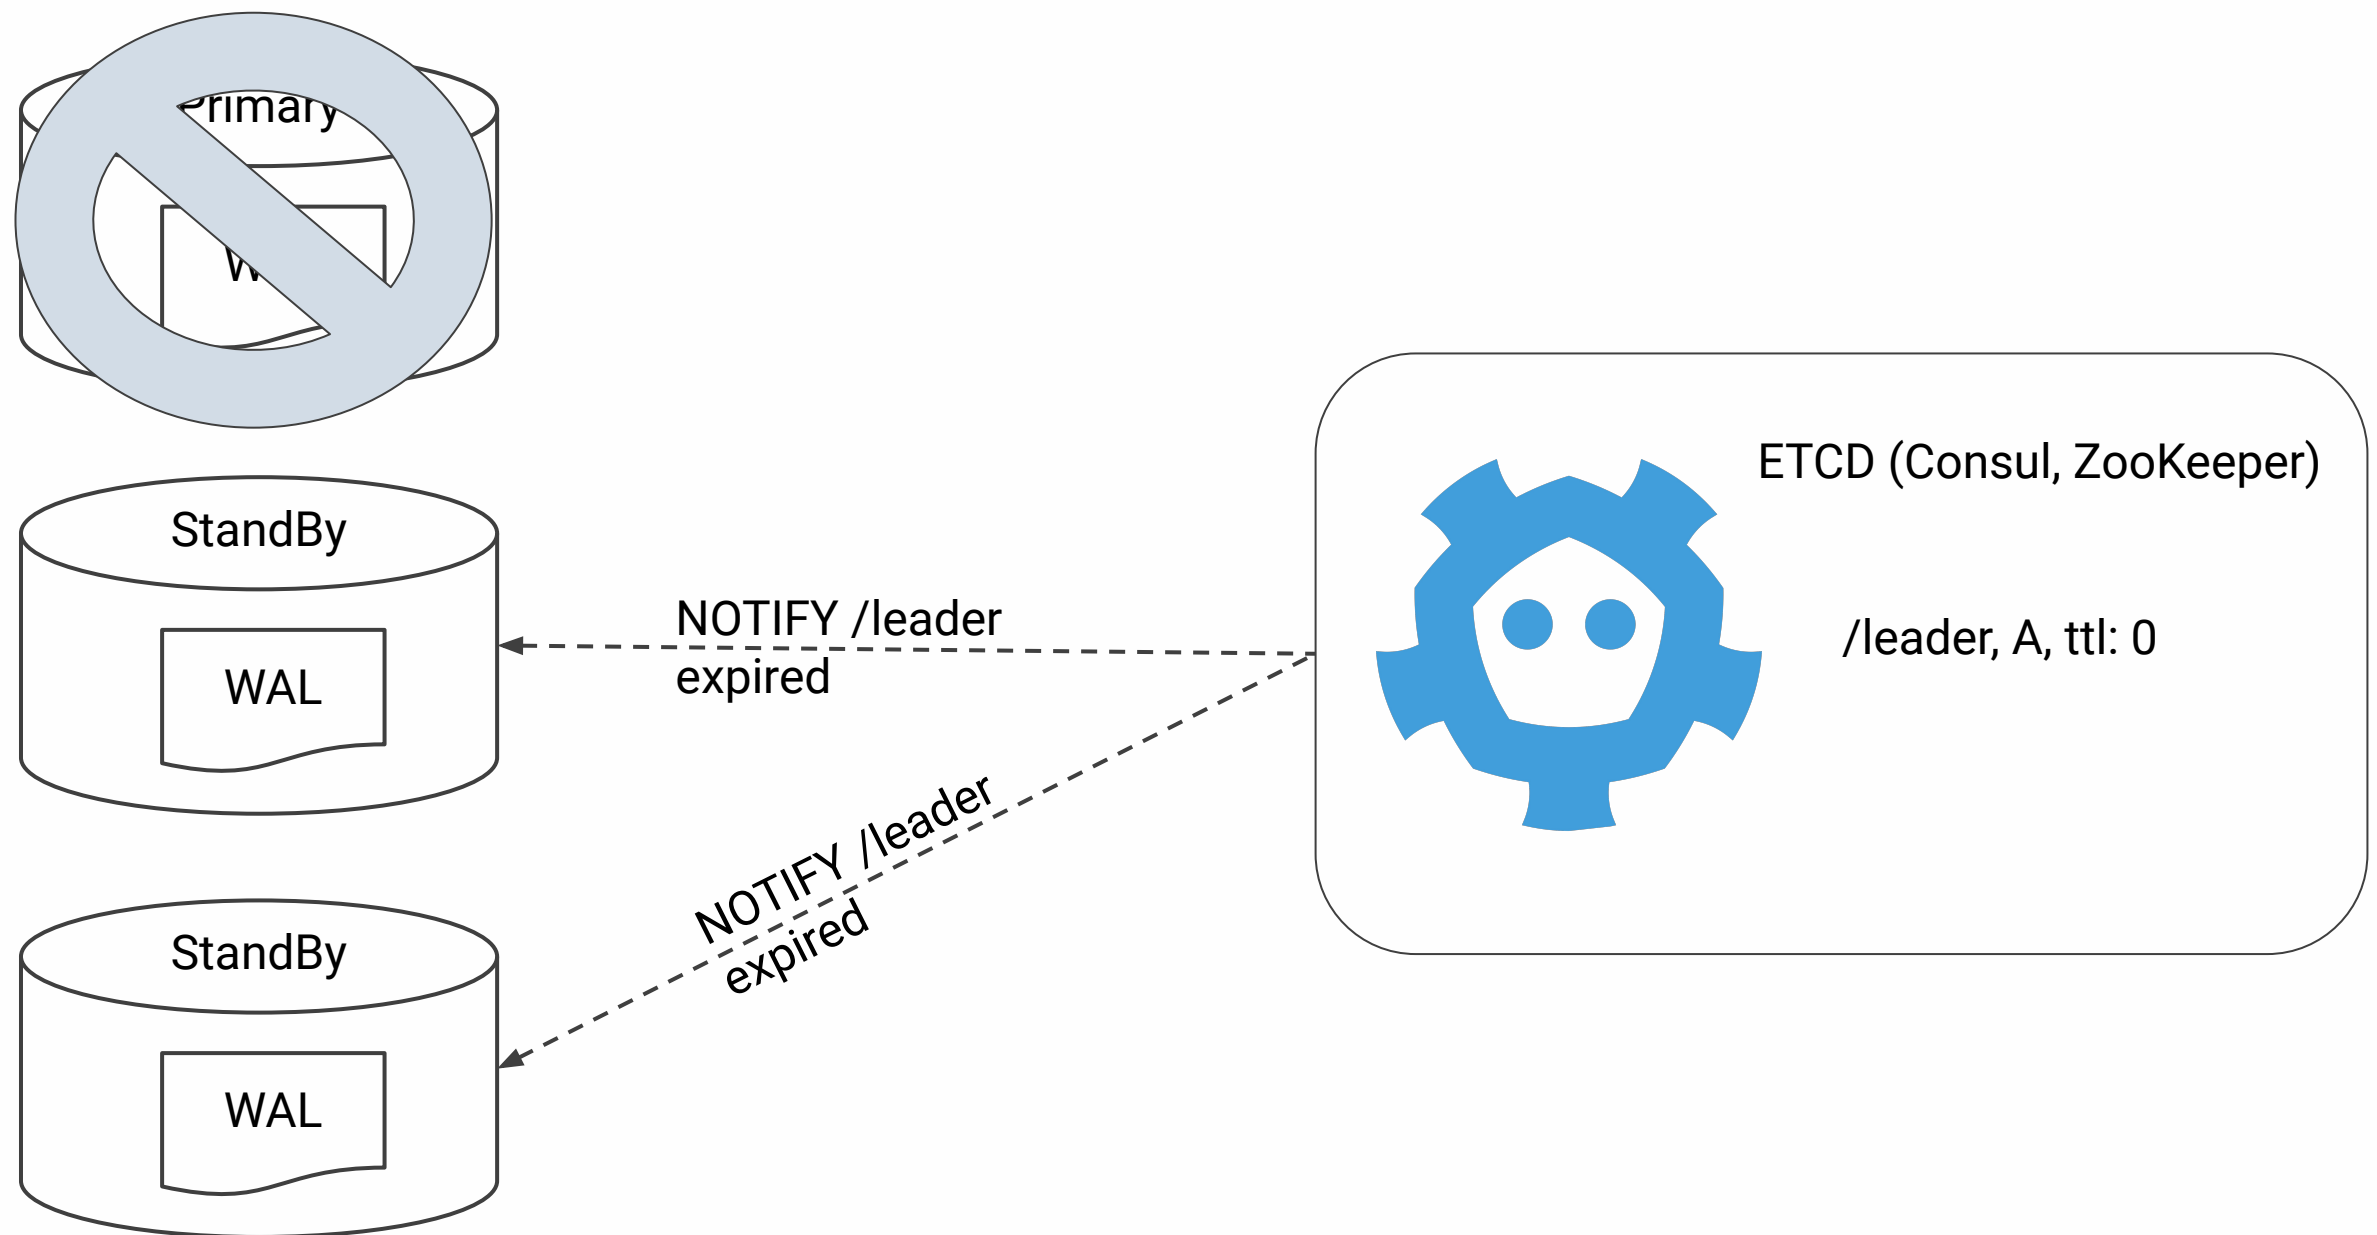 Primary
StandBy
WAL
NOTIFY /leader
expired
ETCD (Consul, ZooKeeper)
/leader, A, ttl: 0
NOTIFY /leader
expired
StandBy
WAL